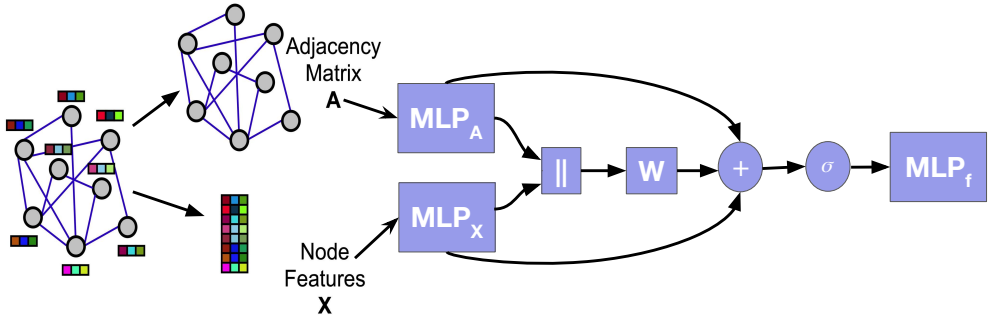 Adjacency
Matrix
A
MLP_A
MLP_X
||
W
+
σ
MLP_f
Node
Features
X